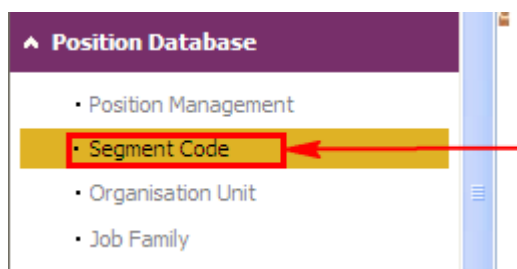 Position Database
Position Management
Segment Code
Organisation Unit
Job Family